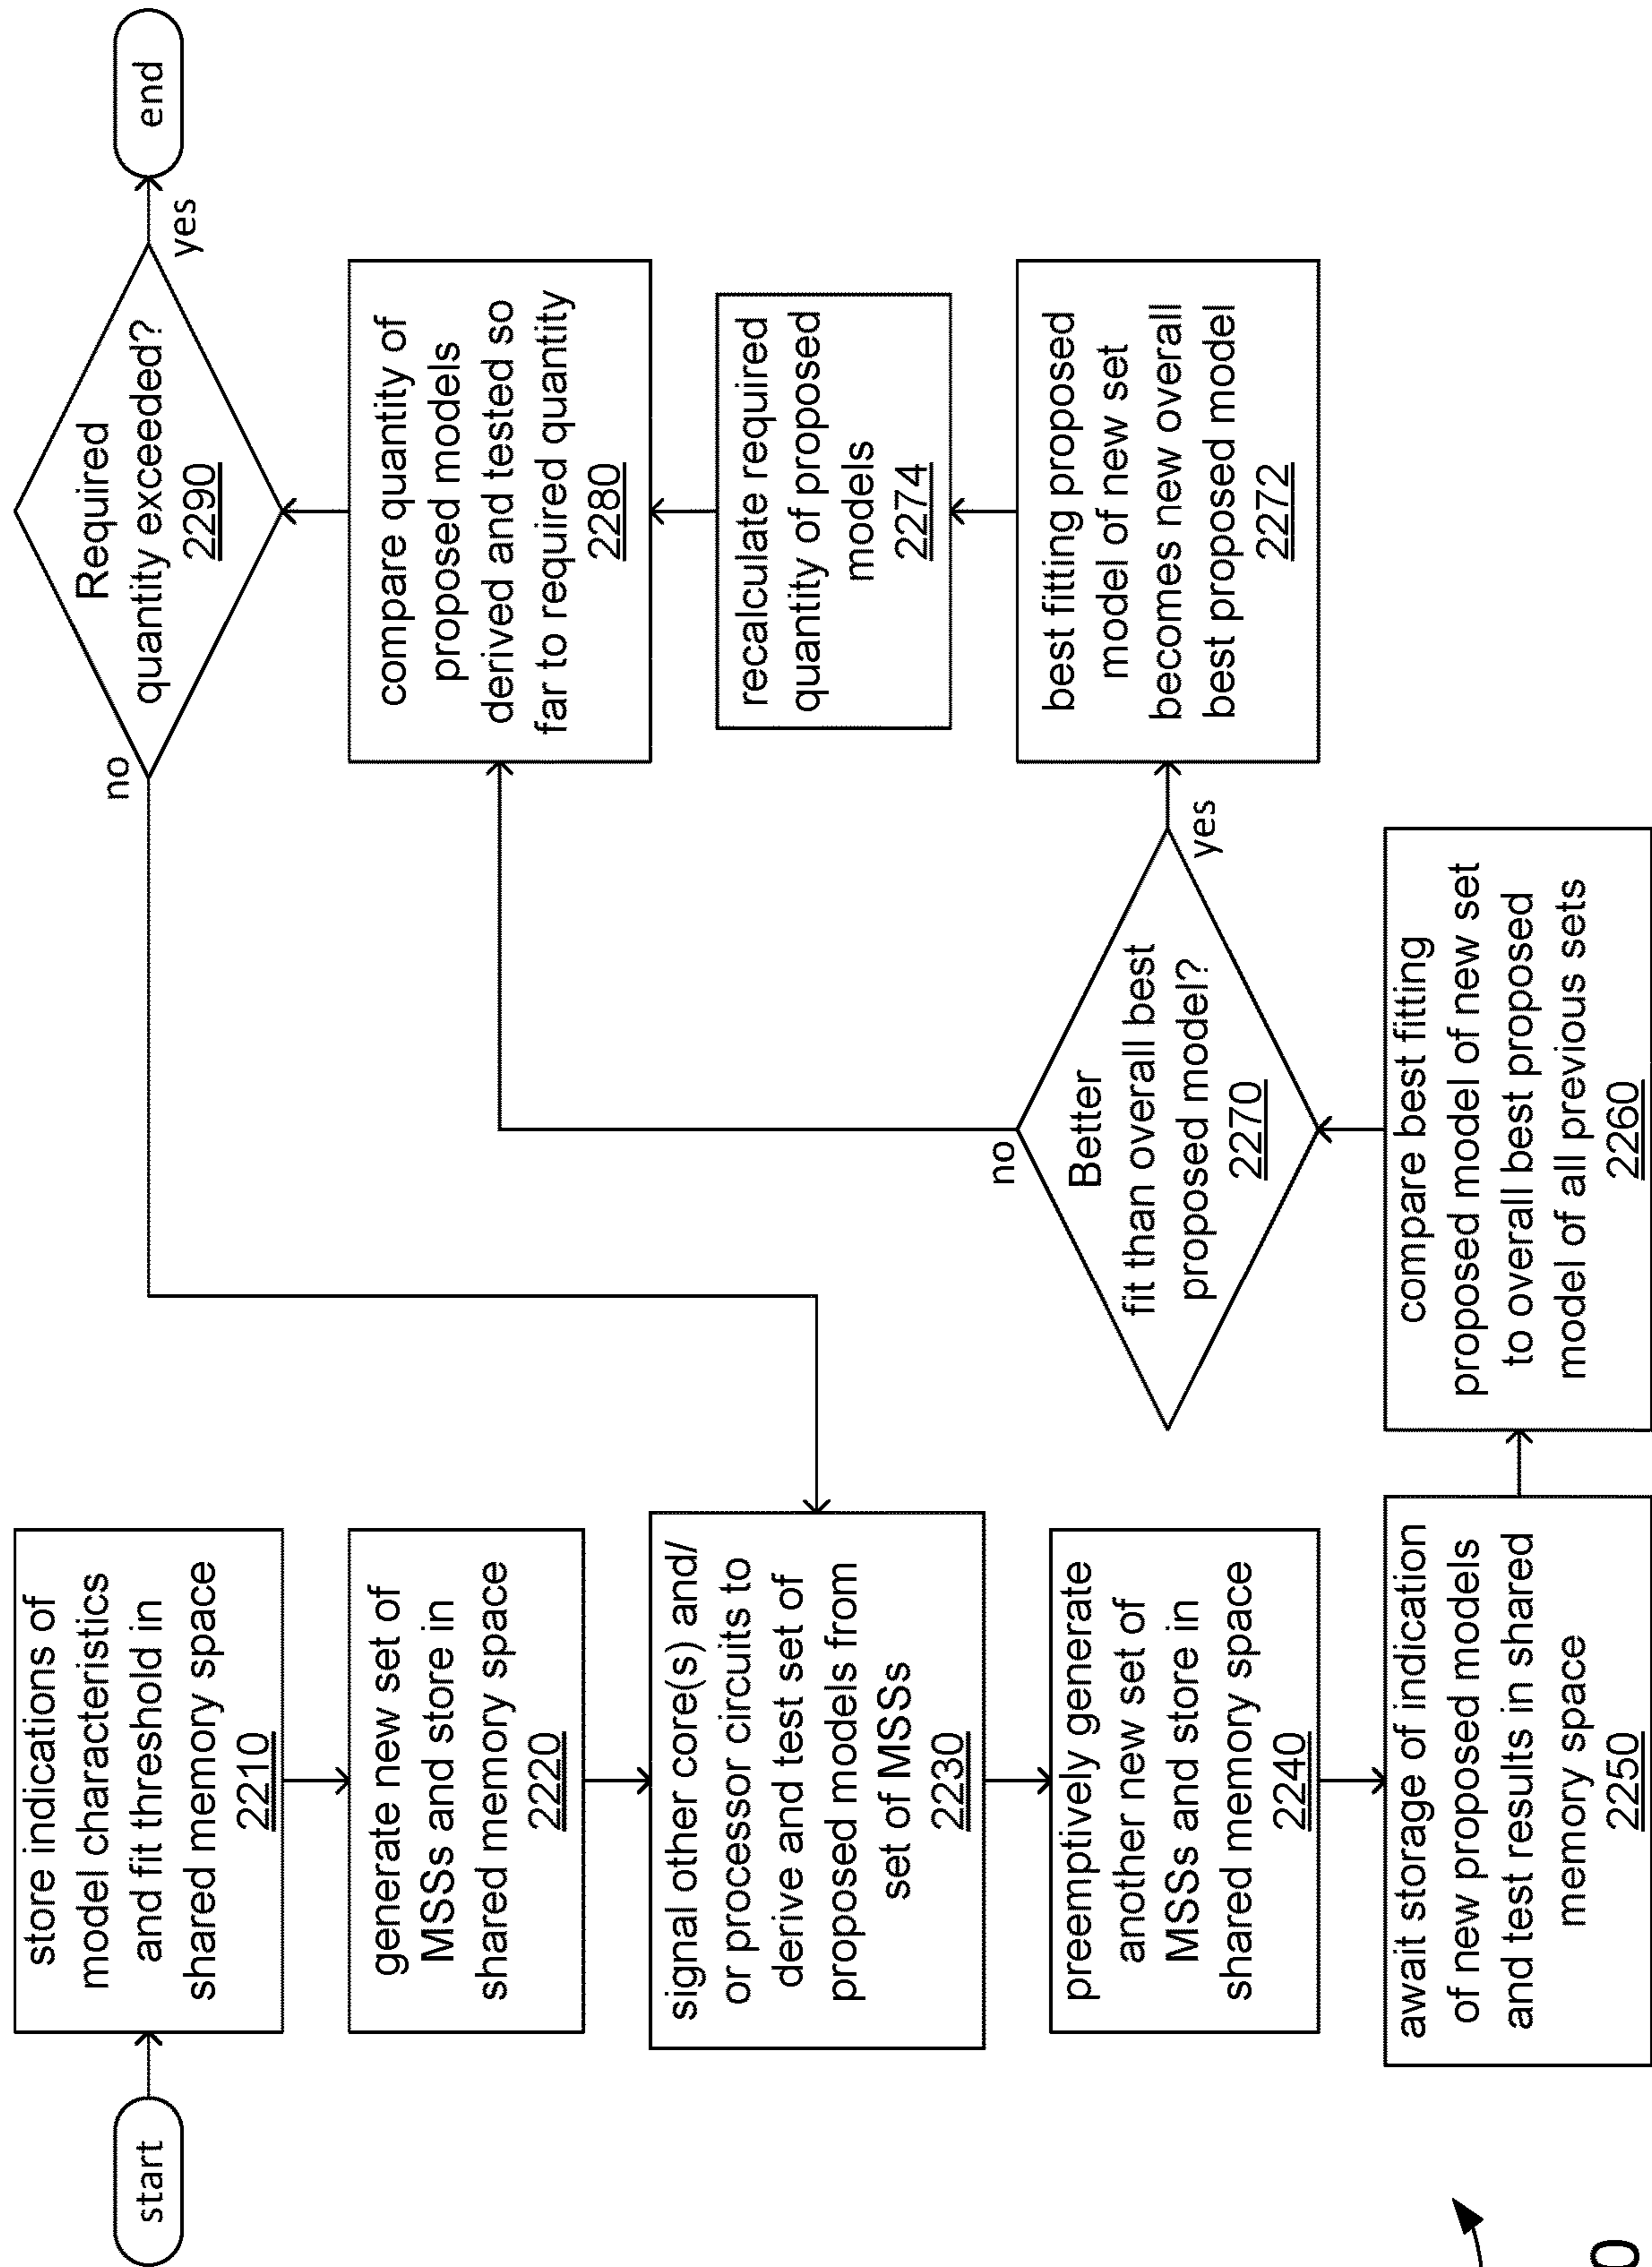 start
store indications of
model characteristics
and fit threshold in
shared memory space
2210
generate new set of
MSSs and store in
shared memory space
2220
signal other core(s) and/
or processor circuits to
derive and test set of
proposed models from
set of MSSs
2230
preemptively generate
another new set of
MSSs and store in
shared memory space
2240
await storage of indication
of new proposed models
and test results in shared
memory space
2250
compare best fitting
proposed model of new set
to overall best proposed
model of all previous sets
2260
Better
fit than overall best
proposed model?
2270
no
yes
best fitting proposed
model of new set
becomes new overall
best proposed model
2272
recalculate required
quantity of proposed
models
2274
compare quantity of
proposed models
derived and tested so
far to required quantity
2280
Required
quantity exceeded?
2290
no
yes
end